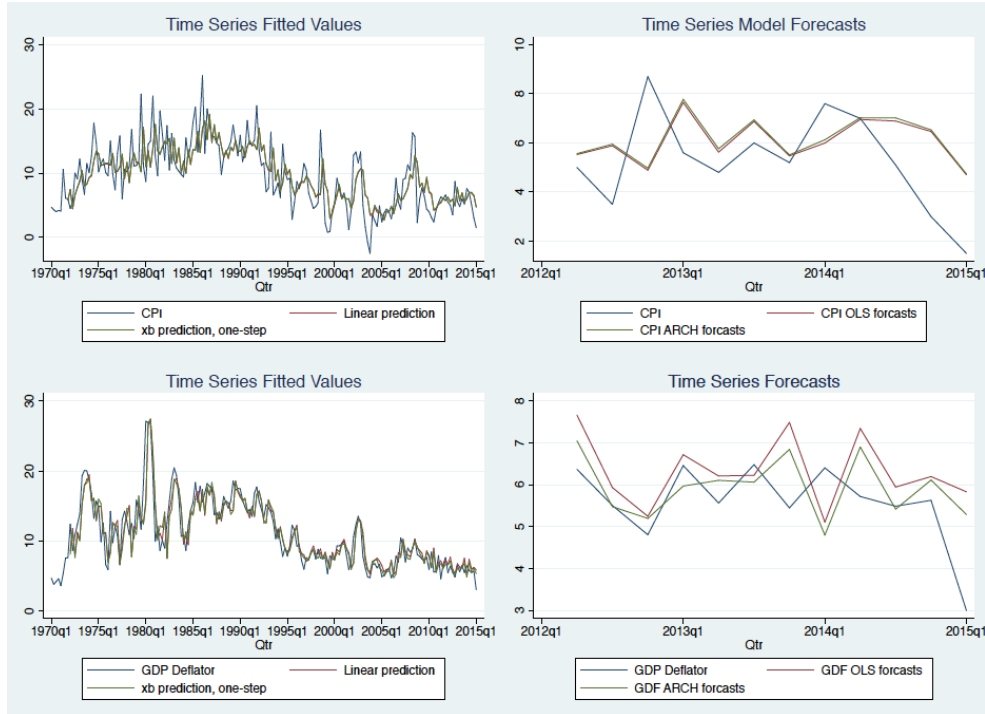 Time Series Fitted Values
30
20
10
0
1970q1 1975q1 1980q1 1985q1 1990q1 1995q1 2000q1 2005q1 2010q1 2015q1
Qtr
CPI Linear prediction
xb prediction, one-step
Time Series Model Forecasts
10
8
6
4
2
2012q1 2013q1 2014q1 2015q1
Qtr
CPI CPI OLS forcasts
CPI ARCH forcasts
Time Series Fitted Values
30
20
10
0
1970q1 1975q1 1980q1 1985q1 1990q1 1995q1 2000q1 2005q1 2010q1 2015q1
Qtr
GDP Deflator Linear prediction
xb prediction, one-step
Time Series Forecasts
8
7
6
5
4
3
2012q1 2013q1 2014q1 2015q1
Qtr
GDP Deflator GDF OLS forcasts
GDF ARCH forcasts